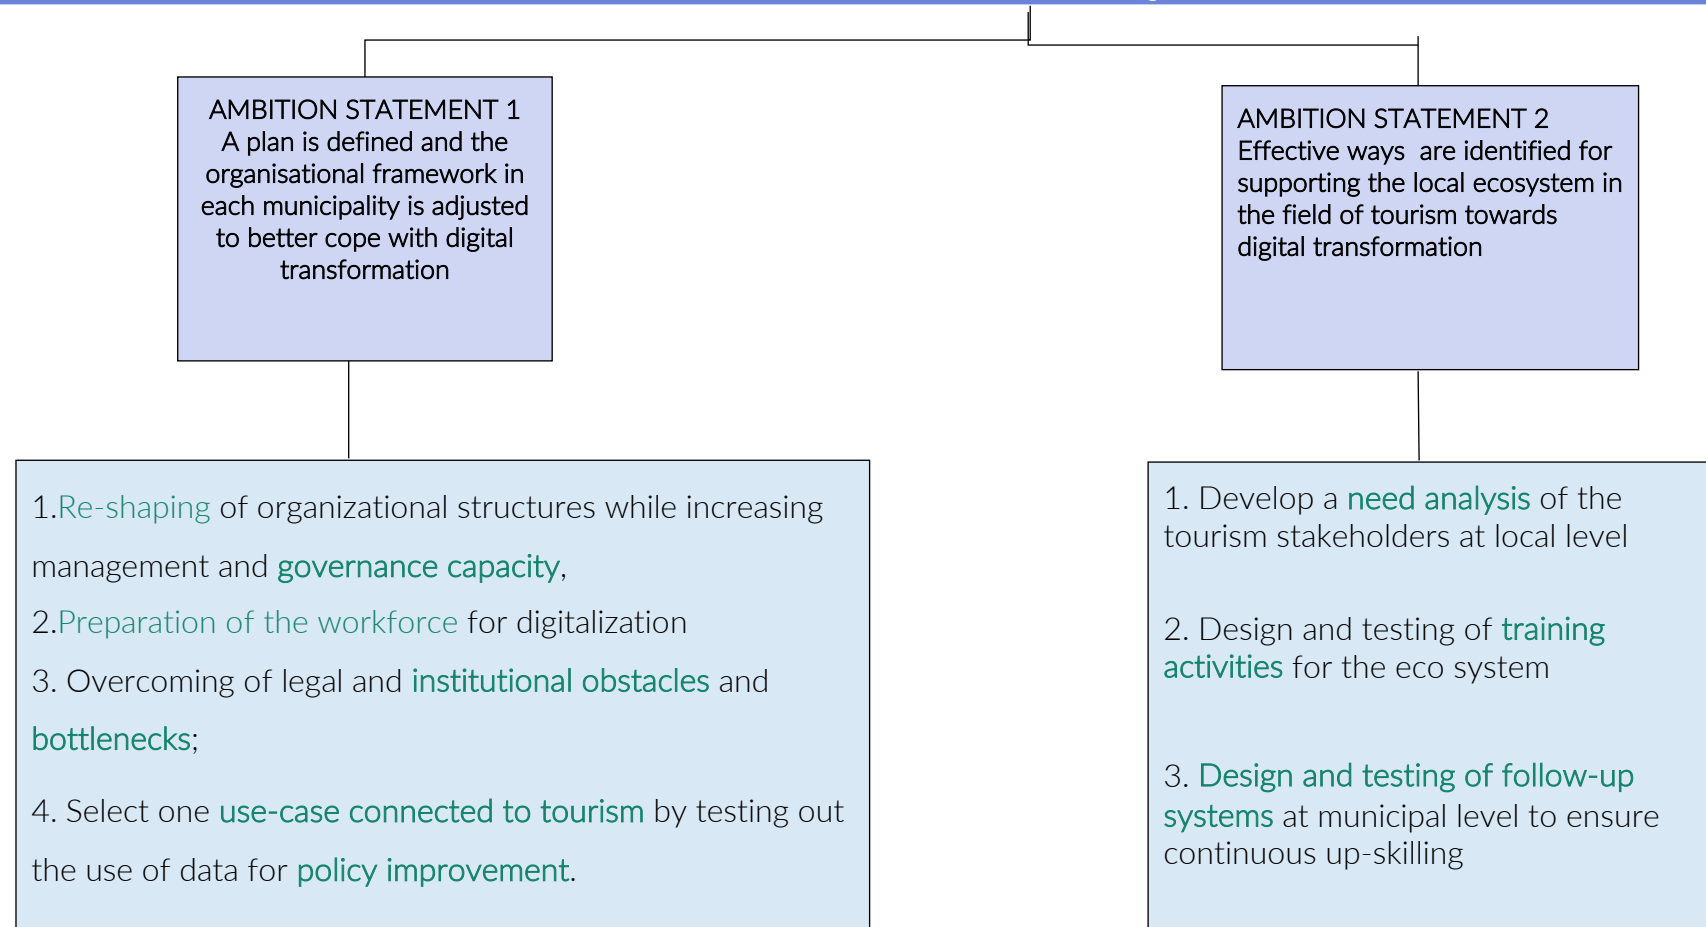 AMBITION STATEMENT 1
A plan is defined and the
organisational framework in
each municipality is adjusted
to better cope with digital
transformation
AMBITION STATEMENT 2
Effective ways  are identified for
supporting the local ecosystem in
the field of tourism towards
digital transformation
1.Re-shaping of organizational structures while increasing
management and governance capacity,
2.Preparation of the workforce for digitalization
3. Overcoming of legal and institutional obstacles and
bottlenecks;
4. Select one use-case connected to tourism by testing out
the use of data for policy improvement.
1. Develop a need analysis of the
tourism stakeholders at local level
2. Design and testing of training
activities for the eco system
3. Design and testing of follow-up
systems at municipal level to ensure
continuous up-skilling